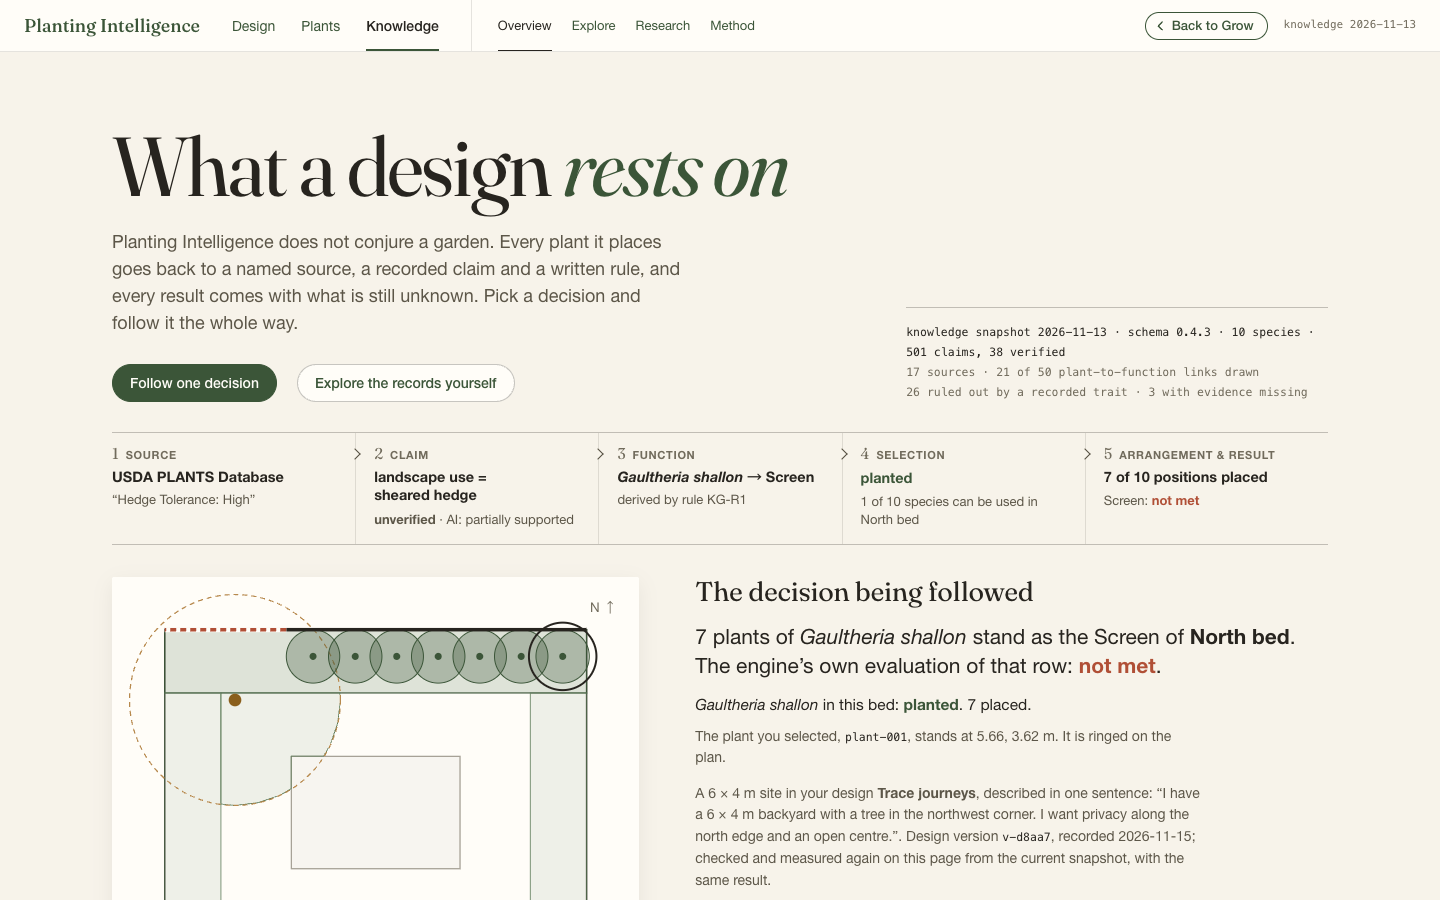 Planting Intelligence Design Plants Knowledge Overview Explore Research Method Back to Grow knowledge 2026-11-13
What a design rests on
Planting Intelligence does not conjure a garden. Every plant it places
goes back to a named source, a recorded claim and a written rule, and
every result comes with what is still unknown. Pick a decision and
follow it the whole way.
Follow one decision Explore the records yourself
knowledge snapshot 2026-11-13 · schema 0.4.3 · 10 species ·
501 claims, 38 verified
17 sources · 21 of 50 plant-to-function links drawn
26 ruled out by a recorded trait · 3 with evidence missing
1 SOURCE
USDA PLANTS Database
“Hedge Tolerance: High”
2 CLAIM
landscape use =
sheared hedge
unverified · AI: partially supported
3 FUNCTION
Gaultheria shallon → Screen
derived by rule KG-R1
4 SELECTION
planted
1 of 10 species can be used in
North bed
5 ARRANGEMENT & RESULT
7 of 10 positions placed
Screen: not met
N ↑
The decision being followed
7 plants of Gaultheria shallon stand as the Screen of North bed.
The engine’s own evaluation of that row: not met.
Gaultheria shallon in this bed: planted. 7 placed.
The plant you selected, plant-001, stands at 5.66, 3.62 m. It is ringed on the
plan.
A 6 × 4 m site in your design Trace journeys, described in one sentence: “I have
a 6 × 4 m backyard with a tree in the northwest corner. I want privacy along the
north edge and an open centre.”. Design version v-d8aa7, recorded 2026-11-15;
checked and measured again on this page from the current snapshot, with the
same result.